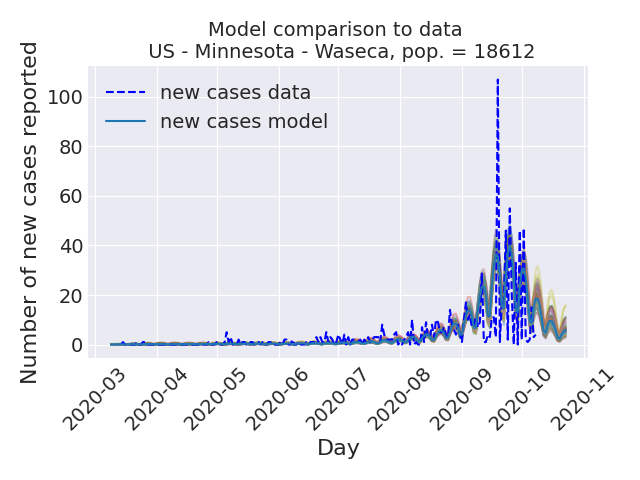 Model comparison to data
US - Minnesota - Waseca, pop. = 18612
Number of new cases reported
100
80
60
40
20
0
new cases data
new cases model
2020-03
2020-04
2020-05
2020-06
2020-07
2020-08
2020-09
2020-10
2020-11
Day